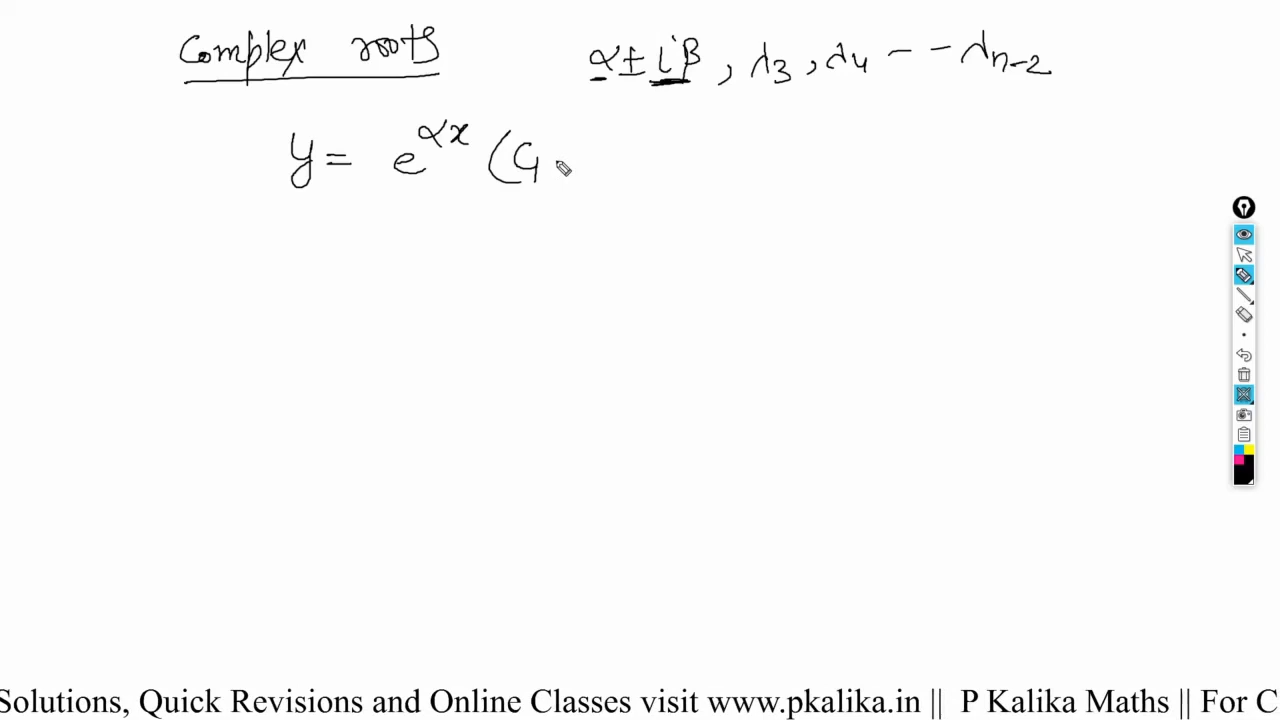 Complex roots α ± iβ, λ3, λ4 - - λn-2
y = e^αx (C1
Solutions, Quick Revisions and Online Classes visit www.pkalika.in || P Kalika Maths || For C